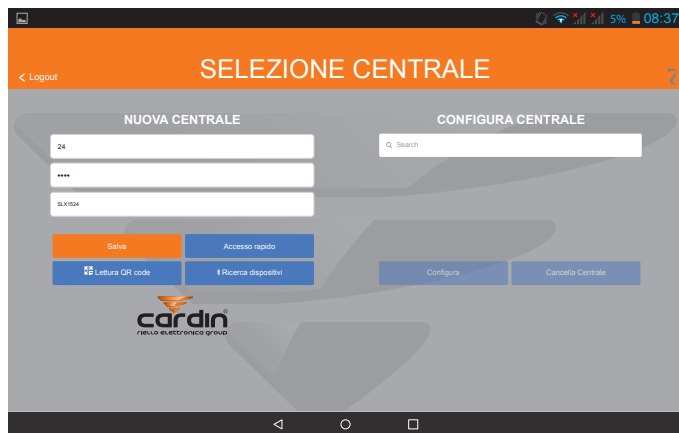 5% 08:37
Logout
SELEZIONE CENTRALE
NUOVA CENTRALE
24
••••
SLX1524
Salva
Accesso rapido
Lettura QR code
Ricerca dispositivi
cardin®
riello elettronica group
CONFIGURA CENTRALE
Search
Configura
Cancella Centrale